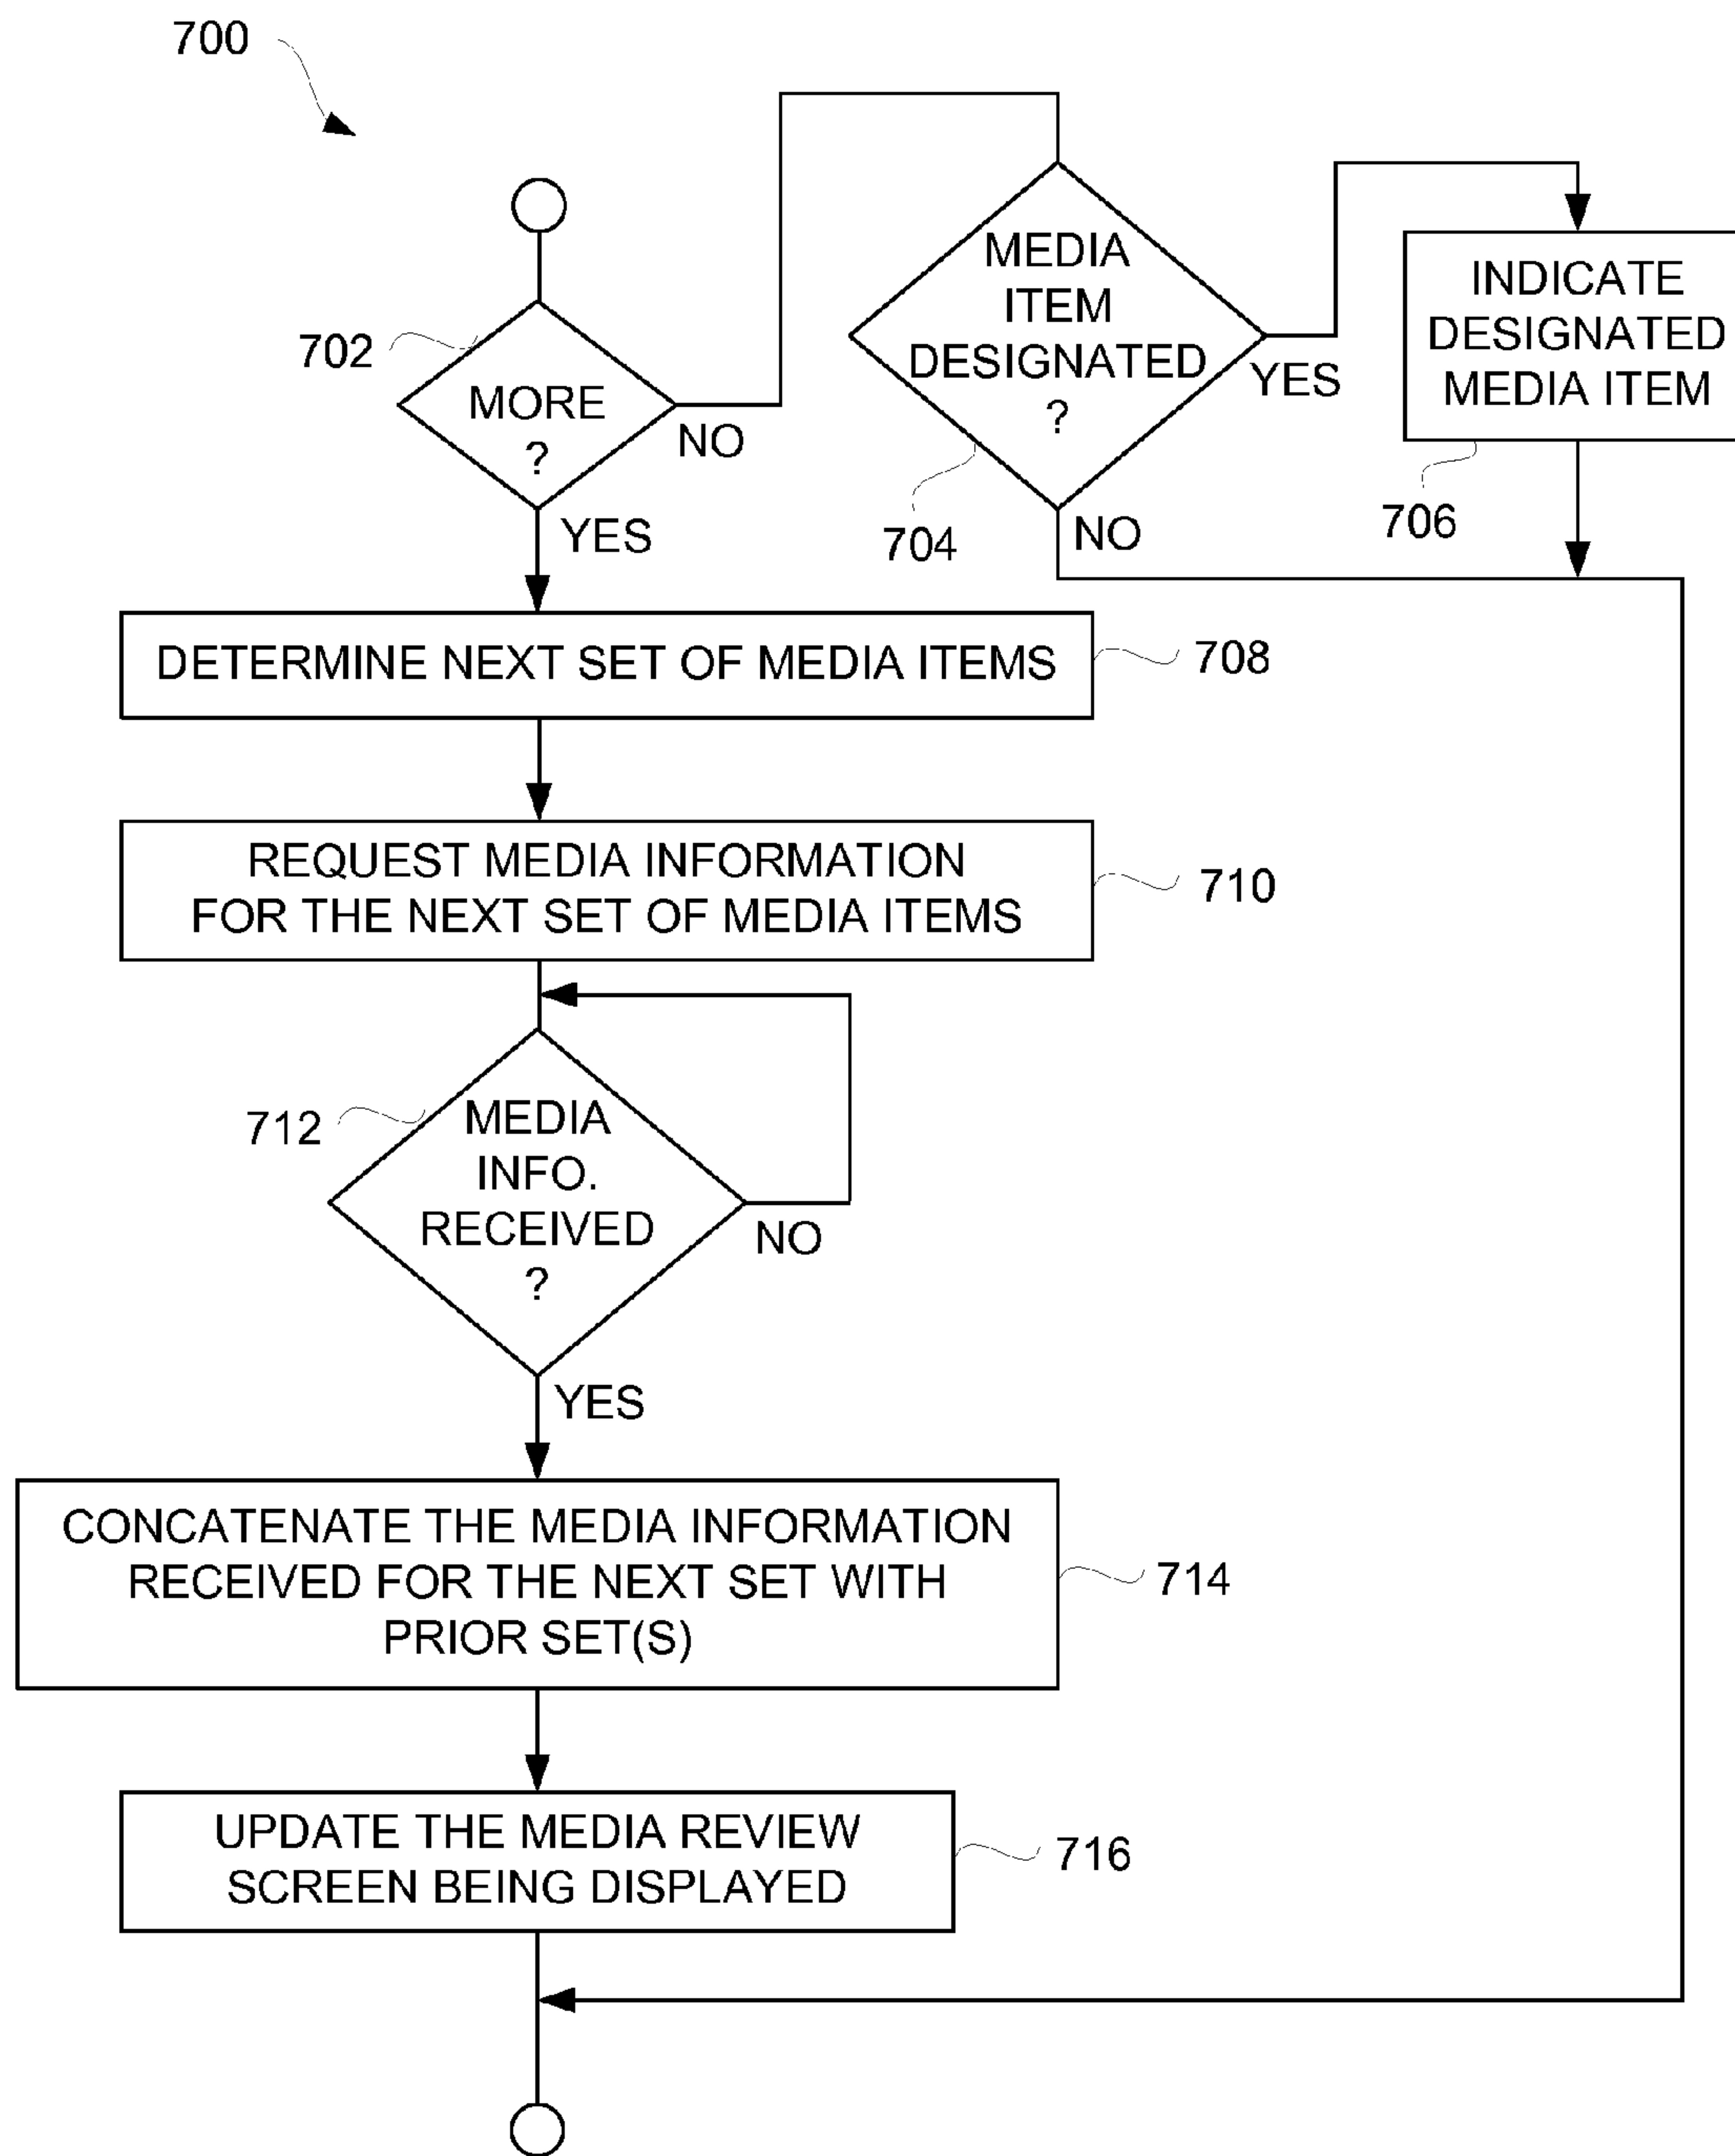 700
702
MORE
?
NO
YES
MEDIA
ITEM
DESIGNATED
?
YES
NO
704
INDICATE
DESIGNATED
MEDIA ITEM
706
DETERMINE NEXT SET OF MEDIA ITEMS
708
REQUEST MEDIA INFORMATION
FOR THE NEXT SET OF MEDIA ITEMS
710
712
MEDIA
INFO.
RECEIVED
?
NO
YES
CONCATENATE THE MEDIA INFORMATION
RECEIVED FOR THE NEXT SET WITH
PRIOR SET(S)
714
UPDATE THE MEDIA REVIEW
SCREEN BEING DISPLAYED
716